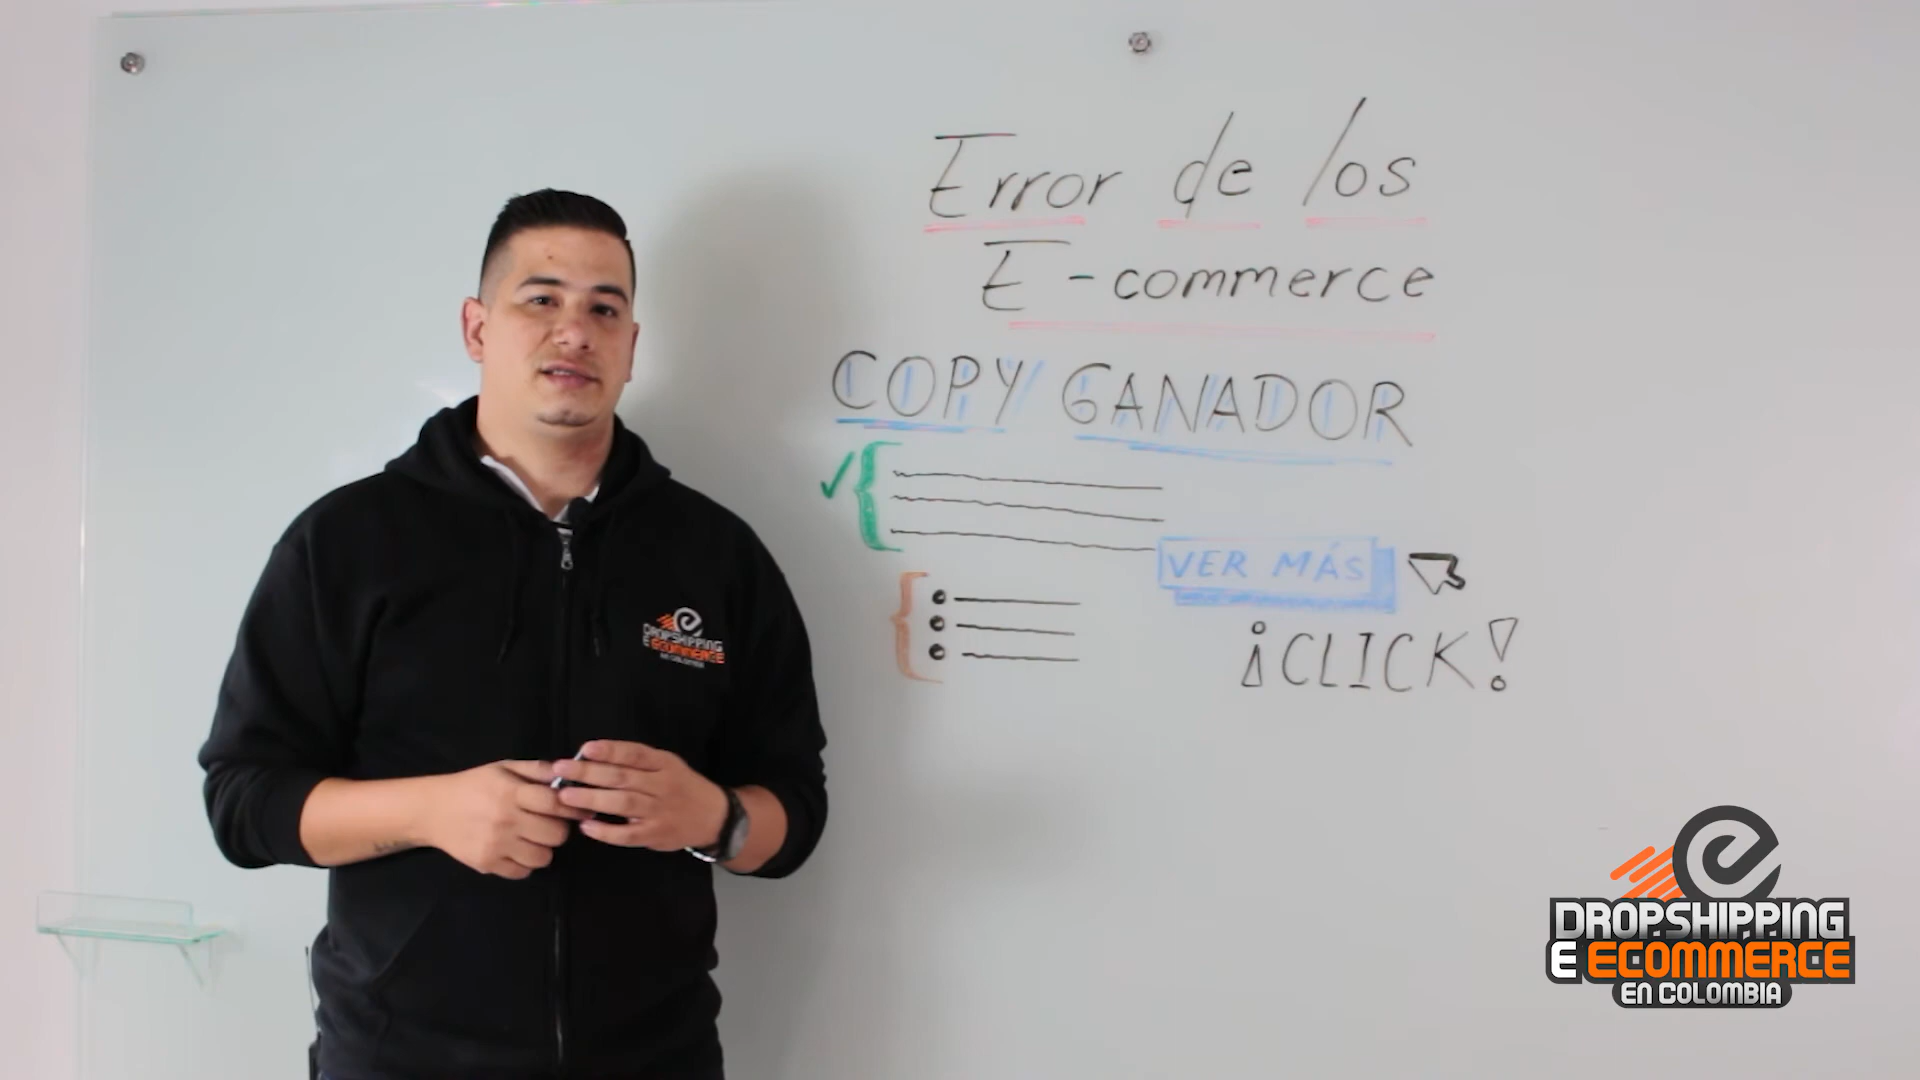 Error de los
E-commerce
COPY GANADOR
VER MÁS
¡CLICK!
DROPSHIPPING
E ECOMMERCE
EN COLOMBIA
DROPSHIPPING
E ECOMMERCE
EN COLOMBIA